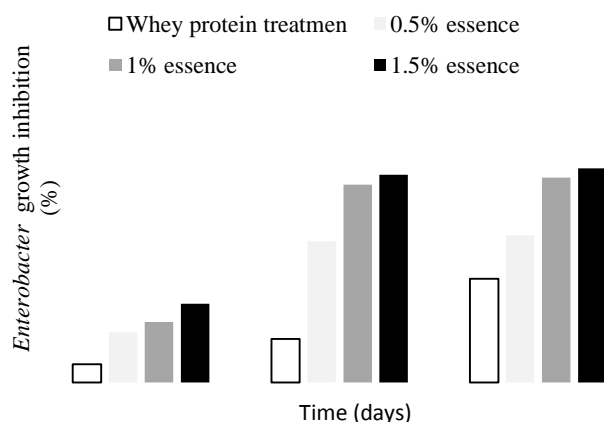 Whey protein treatmen
0.5% essence
1% essence
1.5% essence
Enterobacter growth inhibition
(%)
Time (days)